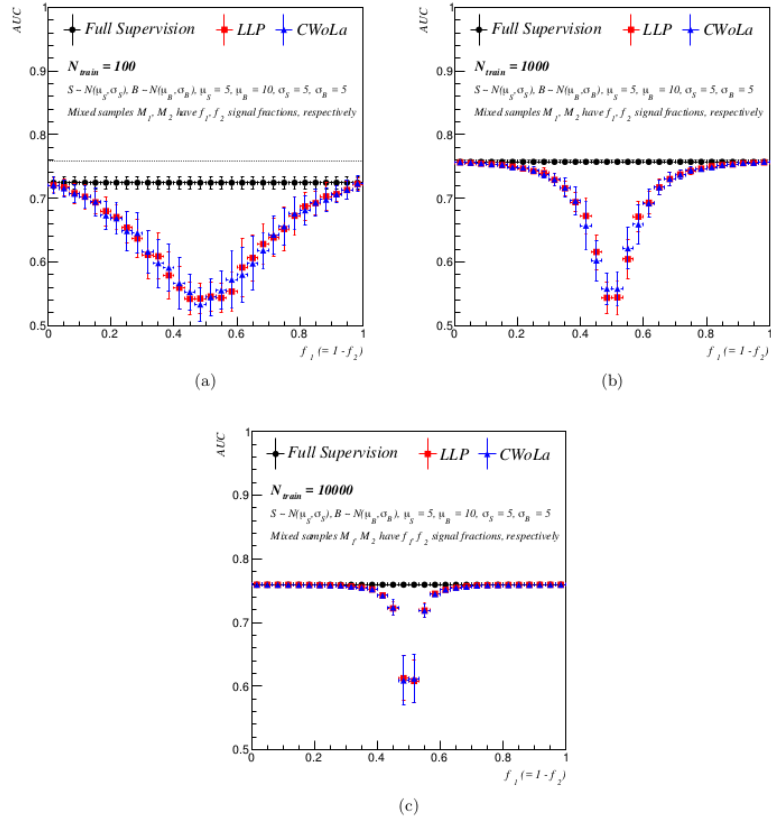 AUC
Full Supervision LLP CWoLa
N_train = 100
S ~ N(μ_S, σ_S), B ~ N(μ_B, σ_B), μ_S = 5, μ_B = 10, σ_S = 5, σ_B = 5
Mixed samples M_1, M_2 have f_1, f_2 signal fractions, respectively
1
0.9
0.8
0.7
0.6
0.5
0 0.2 0.4 0.6 0.8 1
f_1 (= 1 - f_2)
(a)
AUC
Full Supervision LLP CWoLa
N_train = 1000
S ~ N(μ_S, σ_S), B ~ N(μ_B, σ_B), μ_S = 5, μ_B = 10, σ_S = 5, σ_B = 5
Mixed samples M_1, M_2 have f_1, f_2 signal fractions, respectively
1
0.9
0.8
0.7
0.6
0.5
0 0.2 0.4 0.6 0.8 1
f_1 (= 1 - f_2)
(b)
AUC
Full Supervision LLP CWoLa
N_train = 10000
S ~ N(μ_S, σ_S), B ~ N(μ_B, σ_B), μ_S = 5, μ_B = 10, σ_S = 5, σ_B = 5
Mixed samples M_1, M_2 have f_1, f_2 signal fractions, respectively
1
0.9
0.8
0.7
0.6
0.5
0 0.2 0.4 0.6 0.8 1
f_1 (= 1 - f_2)
(c)